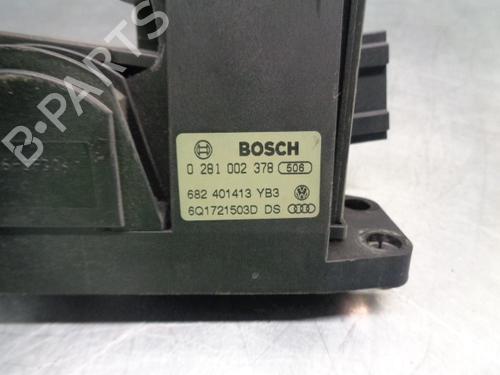 B-PARTS
BOSCH
0 281 002 378 506
682 401413 YB3
6Q1721503D DS